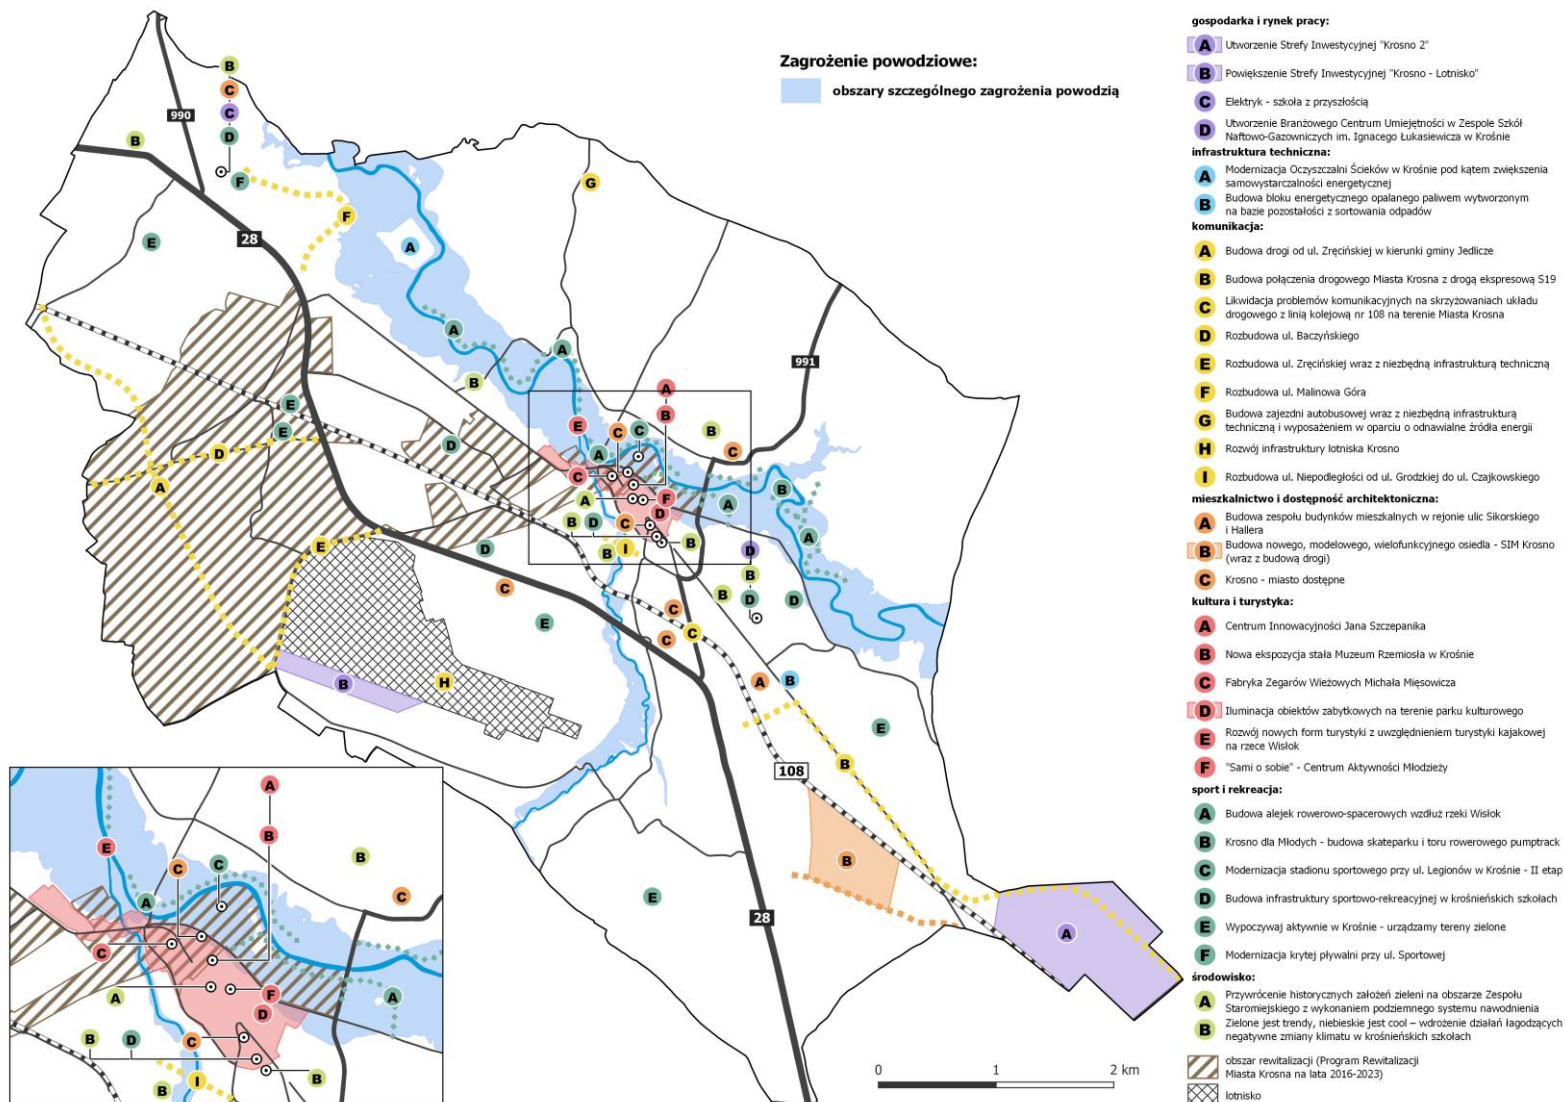 Zagrożenie powodziowe:
obszary szczególnego zagrożenia powodzią
gospodarka i rynek pracy:
A Utworzenie Strefy Inwestycyjnej "Krosno 2"
B Powiększenie Strefy Inwestycyjnej "Krosno - Lotnisko"
C Elektryk - szkoła z przyszłością
D Utworzenie Branżowego Centrum Umiejętności w Zespole Szkół
Naftowo-Gazowniczych im. Ignacego Łukasiewicza w Krośnie
infrastruktura techniczna:
A Modernizacja Oczyszczalni Ścieków w Krośnie pod kątem zwiększenia
samowystarczalności energetycznej
B Budowa bloku energetycznego opalanego paliwem wytworzonym
na bazie pozostałości z sortowania odpadów
komunikacja:
A Budowa drogi od ul. Zręcińskiej w kierunki gminy Jedlicze
B Budowa połączenia drogowego Miasta Krosna z drogą ekspresową S19
C Likwidacja problemów komunikacyjnych na skrzyżowaniach układu
drogowego z linią kolejową nr 108 na terenie Miasta Krosna
D Rozbudowa ul. Baczyńskiego
E Rozbudowa ul. Zręcińskiej wraz z niezbędną infrastrukturą techniczną
F Rozbudowa ul. Malinowa Góra
G Budowa zajezdni autobusowej wraz z niezbędną infrastrukturą
techniczną i wyposażeniem w oparciu o odnawialne źródła energii
H Rozwój infrastruktury lotniska Krosno
I Rozbudowa ul. Niepodległości od ul. Grodzkiej do ul. Czajkowskiego
mieszkalnictwo i dostępność architektoniczna:
A Budowa zespołu budynków mieszkalnych w rejonie ulic Sikorskiego
i Hallera
B Budowa nowego, modelowego, wielofunkcyjnego osiedla - SIM Krosno
(wraz z budową drogi)
C Krosno - miasto dostępne
kultura i turystyka:
A Centrum Innowacyjności Jana Szczepanika
B Nowa ekspozycja stała Muzeum Rzemiosła w Krośnie
C Fabryka Zegarów Wieżowych Michała Mięsowicza
D Iluminacja obiektów zabytkowych na terenie parku kulturowego
E Rozwój nowych form turystyki z uwzględnieniem turystyki kajakowej
na rzece Wisłok
F "Sami o sobie" - Centrum Aktywności Młodzieży
sport i rekreacja:
A Budowa alejek rowerowo-spacerowych wzdłuż rzeki Wisłok
B Krosno dla Młodych - budowa skateparku i toru rowerowego pumptrack
C Modernizacja stadionu sportowego przy ul. Legionów w Krośnie - II etap
D Budowa infrastruktury sportowo-rekreacyjnej w krośnieńskich szkołach
E Wypoczywaj aktywnie w Krośnie - urządzamy tereny zielone
F Modernizacja krytej pływalni przy ul. Sportowej
środowisko:
A Przywrócenie historycznych założeń zieleni na obszarze Zespołu
Staromiejskiego z wykonaniem podziemnego systemu nawodnienia
B Zielone jest trendy, niebieskie jest cool – wdrożenie działań łagodzących
negatywne zmiany klimatu w krośnieńskich szkołach
obszar rewitalizacji (Program Rewitalizacji
Miasta Krosna na lata 2016-2023)
lotnisko
B
C
990
C
B
D
F
G
F
28
E
A
A
A
991
B
A
B
E
E
E
C
C
B
C
D
A
D
C
B
A
A
F
A
D
B
D
C
A
E
D
I
B
B
D
B
B
D
D
C
C
E
C
C
B
H
A
B
E
B
108
B
E
28
A
A
B
E
C
C
B
A
C
C
A
F
A
D
B
D
C
I
B
B
0 1 2 km